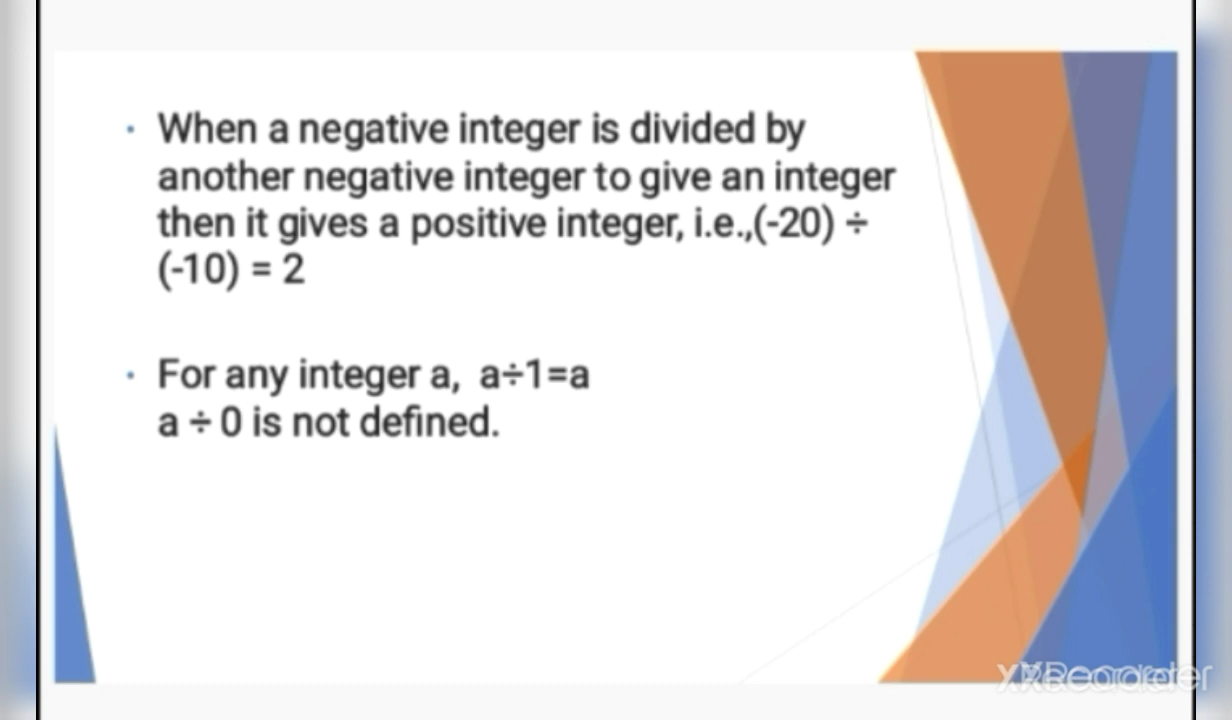 • When a negative integer is divided by
another negative integer to give an integer
then it gives a positive integer, i.e.,(-20) ÷
(-10) = 2
• For any integer a, a÷1=a
a ÷ 0 is not defined.